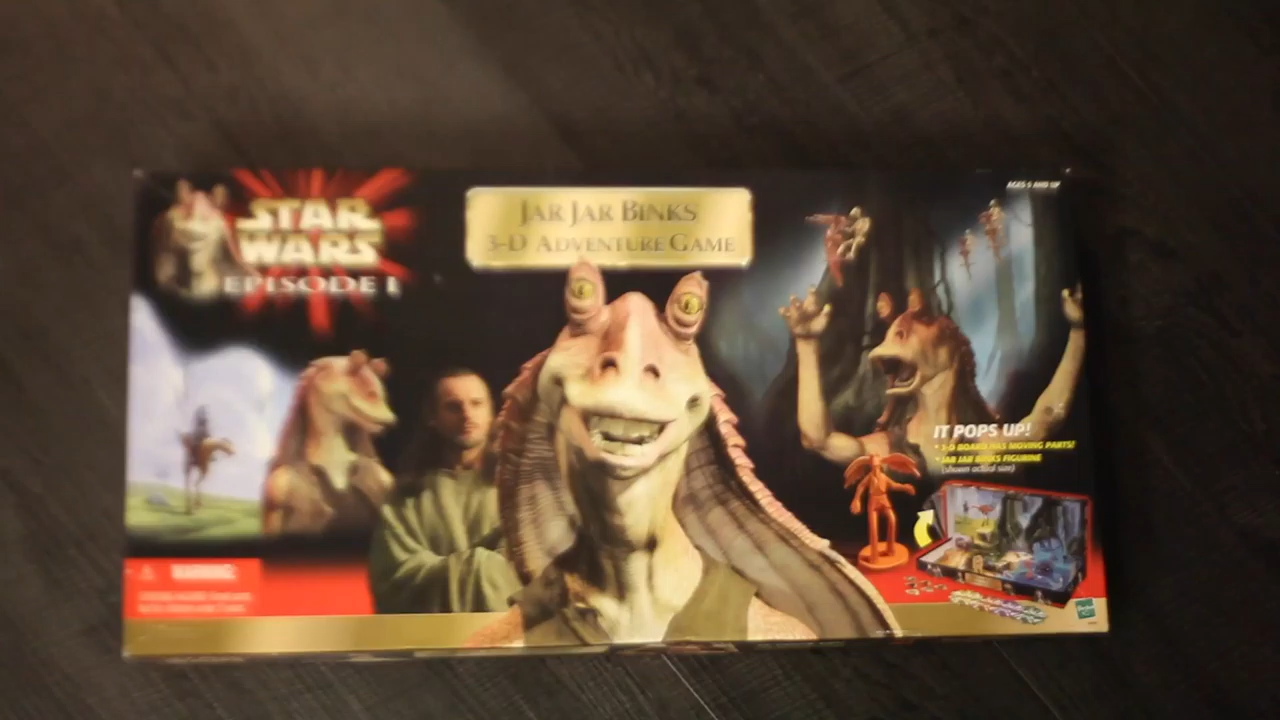 STAR
WARS
EPISODE I
JAR JAR BINKS
3-D ADVENTURE GAME
AGES 5 AND UP
IT POPS UP!
• 3-D BOARD HAS MOVING PARTS!
• JAR JAR BINKS FIGURINE
(shown actual size)
WARNING:
Hasbro